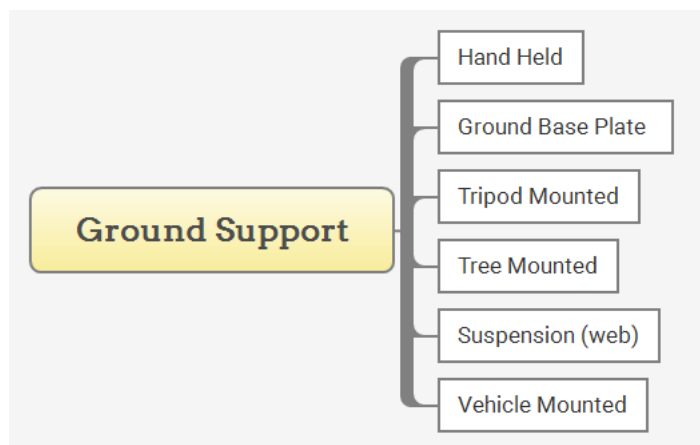 Ground Support
Hand Held
Ground Base Plate
Tripod Mounted
Tree Mounted
Suspension (web)
Vehicle Mounted